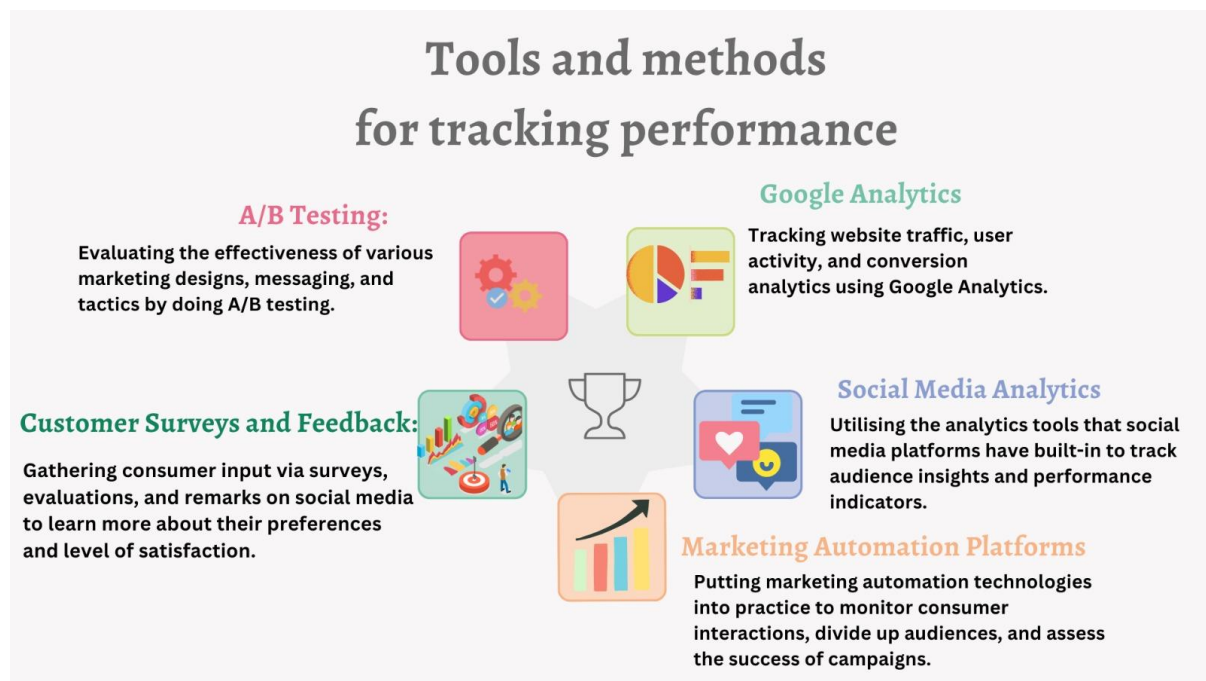 Tools and methods
for tracking performance
A/B Testing:
Evaluating the effectiveness of various
marketing designs, messaging, and
tactics by doing A/B testing.
Google Analytics
Tracking website traffic, user
activity, and conversion
analytics using Google Analytics.
Customer Surveys and Feedback:
Gathering consumer input via surveys,
evaluations, and remarks on social media
to learn more about their preferences
and level of satisfaction.
Social Media Analytics
Utilising the analytics tools that social
media platforms have built-in to track
audience insights and performance
indicators.
Marketing Automation Platforms
Putting marketing automation technologies
into practice to monitor consumer
interactions, divide up audiences, and assess
the success of campaigns.